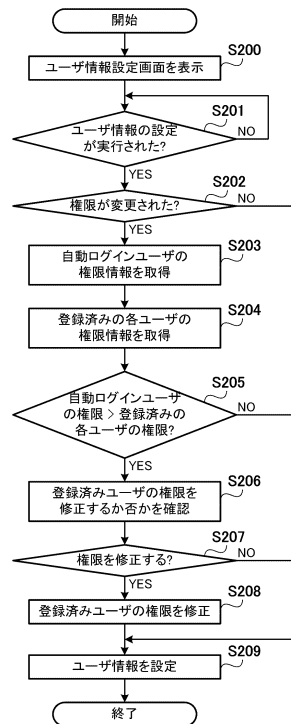 開始
S200
ユーザ情報設定画面を表示
S201
ユーザ情報の設定
が実行された?
NO
YES
S202
権限が変更された?
NO
YES
S203
自動ログインユーザの
権限情報を取得
S204
登録済みの各ユーザの
権限情報を取得
S205
自動ログインユーザ
の権限 > 登録済みの
各ユーザの権限?
NO
YES
S206
登録済みユーザの権限を
修正するか否かを確認
S207
権限を修正する?
NO
YES
S208
登録済みユーザの権限を修正
S209
ユーザ情報を設定
終了